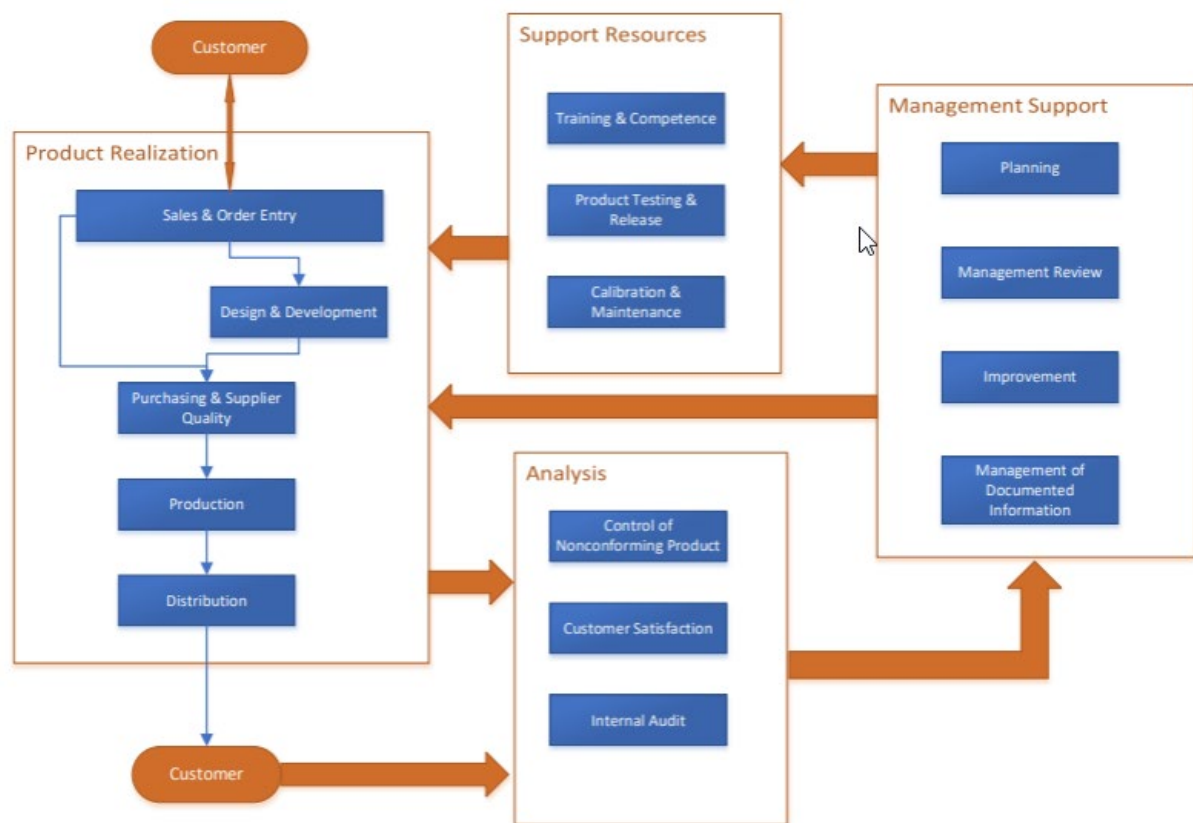 Customer
Product Realization
Sales & Order Entry
Design & Development
Purchasing & Supplier
Quality
Production
Distribution
Customer
Support Resources
Training & Competence
Product Testing &
Release
Calibration &
Maintenance
Analysis
Control of
Nonconforming Product
Customer Satisfaction
Internal Audit
Management Support
Planning
Management Review
Improvement
Management of
Documented
Information